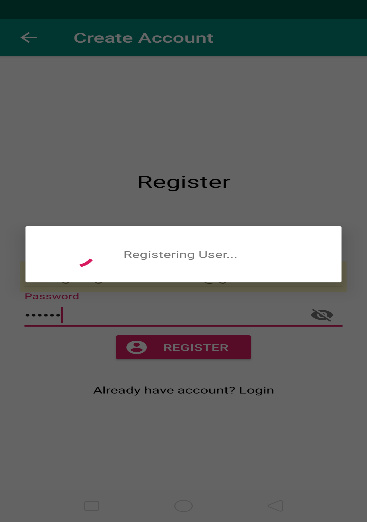 Create Account
Register
Registering User...
Password
••••••
REGISTER
Already have account? Login